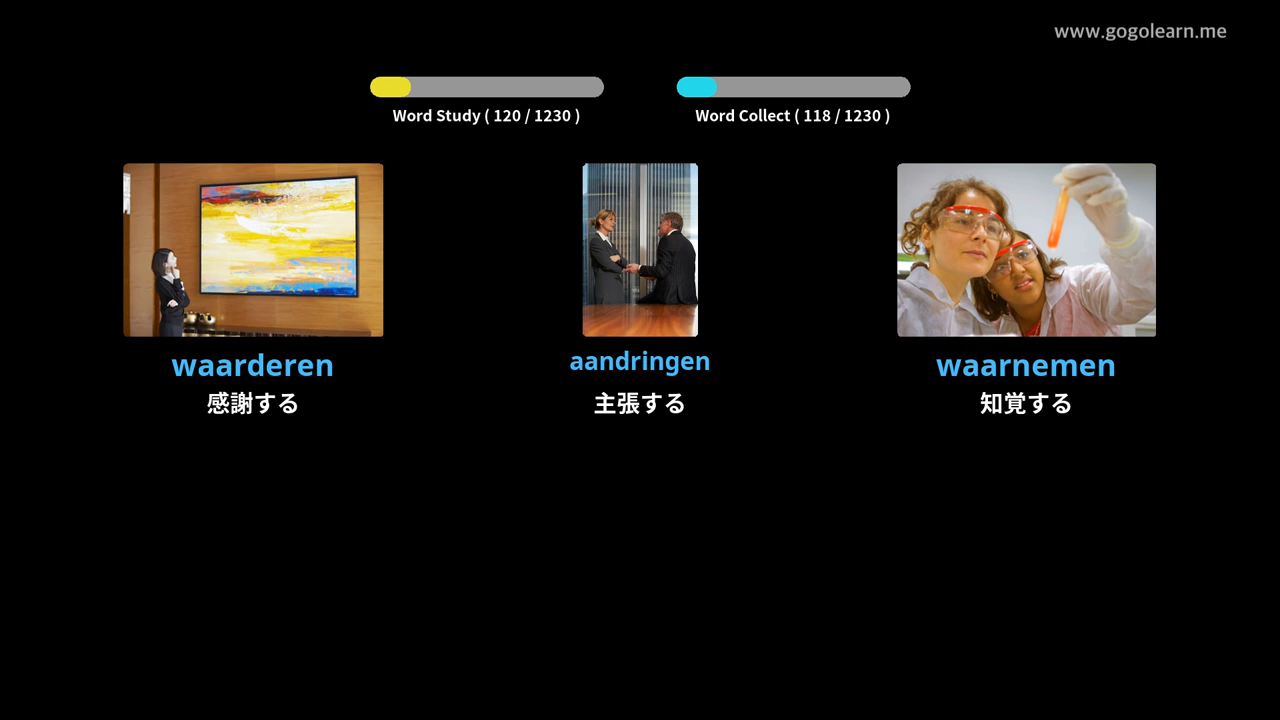 www.gogolearn.me
Word Study ( 120 / 1230 )
Word Collect ( 118 / 1230 )
waarderen
感謝する
aandringen
主張する
waarnemen
知覚する